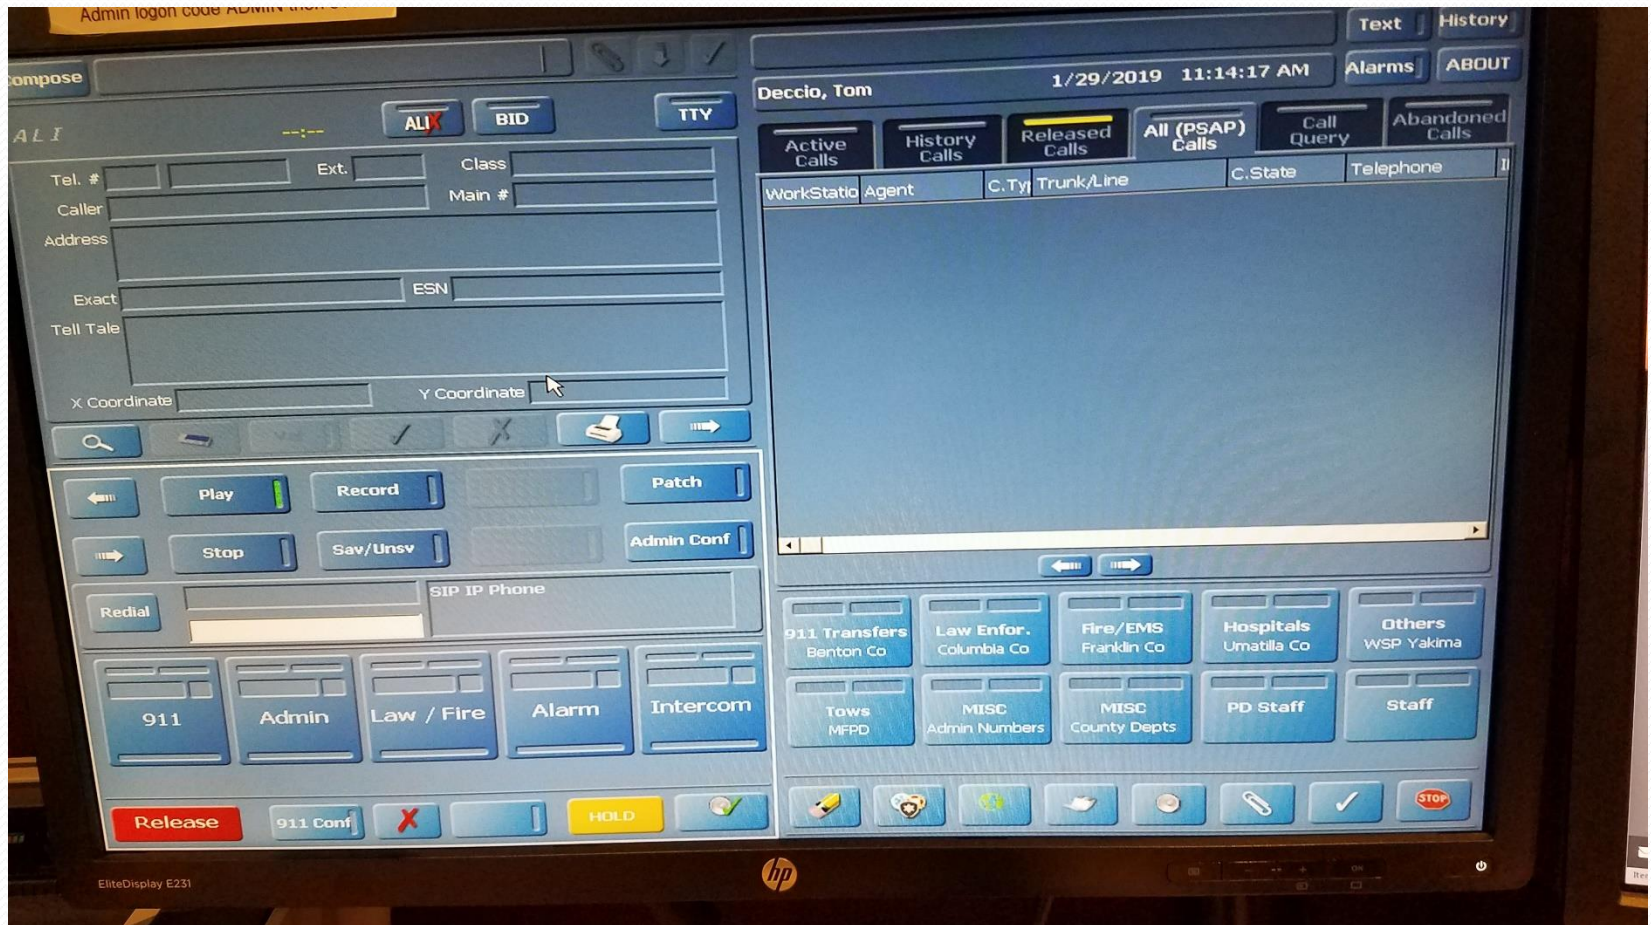 Admin logon code ADMIN then
Text
History
Compose
Deccio, Tom
1/29/2019 11:14:17 AM
Alarms
ABOUT
ALI
--:--
ALI
BID
TTY
Active
Calls
History
Calls
Released
Calls
All (PSAP)
Calls
Call
Query
Abandoned
Calls
Tel. #
Ext.
Class
Caller
Main #
Address
Exact
ESN
Tell Tale
X Coordinate
Y Coordinate
WorkStatio
Agent
C.Typ
Trunk/Line
C.State
Telephone
Play
Record
Patch
Stop
Sav/Unsv
Admin Conf
Redial
SIP IP Phone
911
Admin
Law / Fire
Alarm
Intercom
Release
911 Conf
HOLD
911 Transfers
Benton Co
Law Enfor.
Columbia Co
Fire/EMS
Franklin Co
Hospitals
Umatilla Co
Others
WSP Yakima
Tows
MFPD
MISC
Admin Numbers
MISC
County Depts
PD Staff
Staff
STOP
EliteDisplay E231
hp